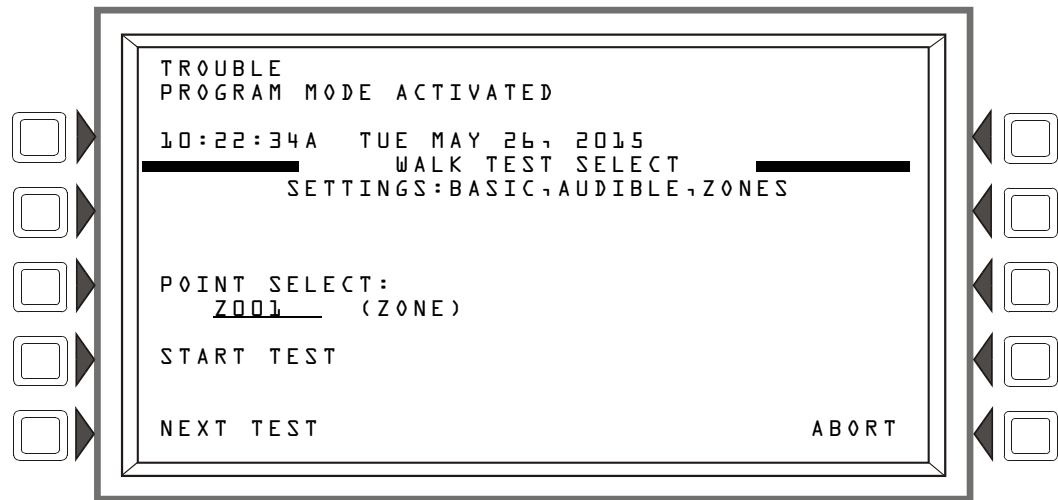 TROUBLE
PROGRAM MODE ACTIVATED
10:22:34A TUE MAY 26, 2015
WALK TEST SELECT
SETTINGS:BASIC,AUDIBLE,ZONES
POINT SELECT:
Z001 (ZONE)
START TEST
NEXT TEST ABORT